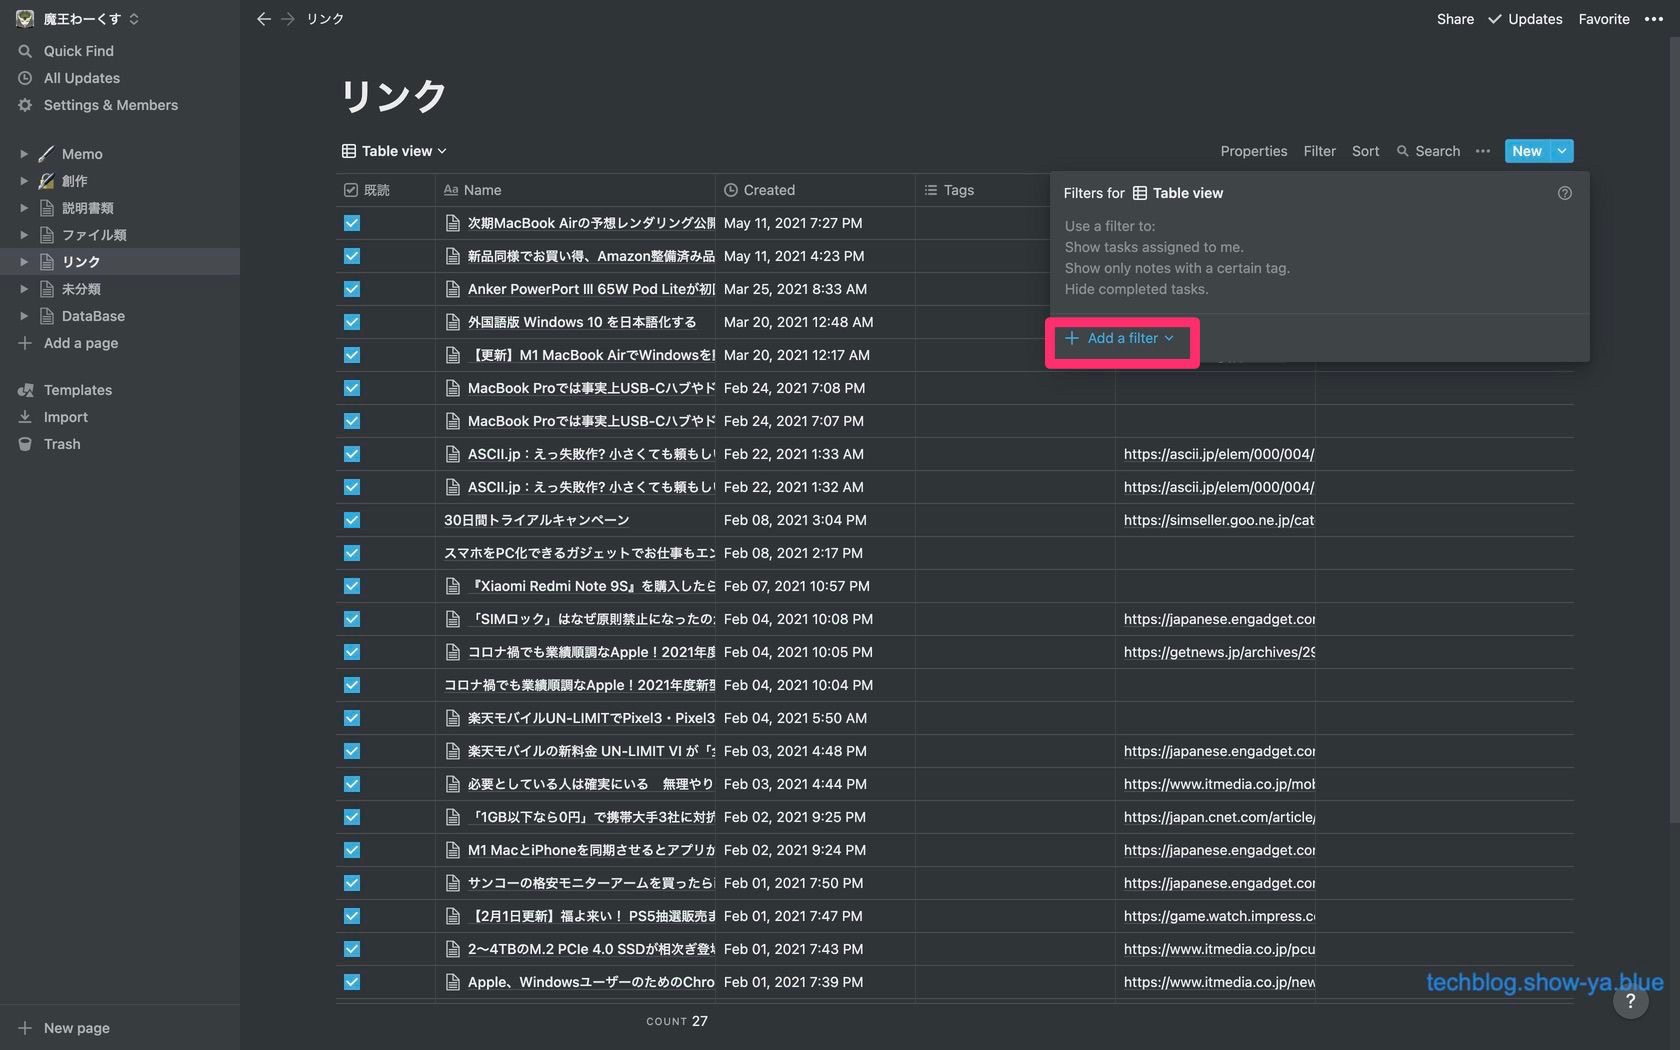 魔王わーくす
Quick Find
All Updates
Settings & Members
Memo
創作
説明書類
ファイル類
リンク
未分類
DataBase
Add a page
Templates
Import
Trash
New page
リンク
Share Updates Favorite
リンク
Table view
Properties Filter Sort Search New
既読 Aa Name Created Tags
次期MacBook Airの予想レンダリング公開 May 11, 2021 7:27 PM
新品同様でお買い得、Amazon整備済み品 May 11, 2021 4:23 PM
Anker PowerPort III 65W Pod Liteが初 Mar 25, 2021 8:33 AM
外国語版 Windows 10 を日本語化する Mar 20, 2021 12:48 AM
【更新】M1 MacBook AirでWindowsを Mar 20, 2021 12:17 AM
MacBook Proでは事実上USB-Cハブやド Feb 24, 2021 7:08 PM
MacBook Proでは事実上USB-Cハブやド Feb 24, 2021 7:07 PM
ASCII.jp：えっ失敗作? 小さくても頼もし Feb 22, 2021 1:33 AM https://ascii.jp/elem/000/004/
ASCII.jp：えっ失敗作? 小さくても頼もし Feb 22, 2021 1:32 AM https://ascii.jp/elem/000/004/
30日間トライアルキャンペーン Feb 08, 2021 3:04 PM https://simseller.goo.ne.jp/cat
スマホをPC化できるガジェットでお仕事もエン Feb 08, 2021 2:17 PM
『Xiaomi Redmi Note 9S』を購入したら Feb 07, 2021 10:57 PM
「SIMロック」はなぜ原則禁止になったの Feb 04, 2021 10:08 PM https://japanese.engadget.co
コロナ禍でも業績順調なApple！2021年度 Feb 04, 2021 10:05 PM https://getnews.jp/archives/29
コロナ禍でも業績順調なApple！2021年度新型 Feb 04, 2021 10:04 PM
楽天モバイルUN-LIMITでPixel3・Pixel3 Feb 04, 2021 5:50 AM
楽天モバイルの新料金 UN-LIMIT VI が「 Feb 03, 2021 4:48 PM https://japanese.engadget.co
必要としている人は確実にいる　無理やり Feb 03, 2021 4:44 PM https://www.itmedia.co.jp/mob
「1GB以下なら0円」で携帯大手3社に対抗 Feb 02, 2021 9:25 PM https://japan.cnet.com/article/
M1 MacとiPhoneを同期させるとアプリが Feb 02, 2021 9:24 PM https://japanese.engadget.co
サンコーの格安モニターアームを買ったら Feb 01, 2021 7:50 PM https://japanese.engadget.co
【2月1日更新】福よ来い！ PS5抽選販売ま Feb 01, 2021 7:47 PM https://game.watch.impress.c
2〜4TBのM.2 PCIe 4.0 SSDが相次ぎ登場 Feb 01, 2021 7:43 PM https://www.itmedia.co.jp/pcu
Apple、WindowsユーザーのためのChro Feb 01, 2021 7:39 PM https://www.itmedia.co.jp/new
COUNT 27
Filters for Table view
Use a filter to:
Show tasks assigned to me.
Show only notes with a certain tag.
Hide completed tasks.
Add a filter
techblog.show-ya.blue
?